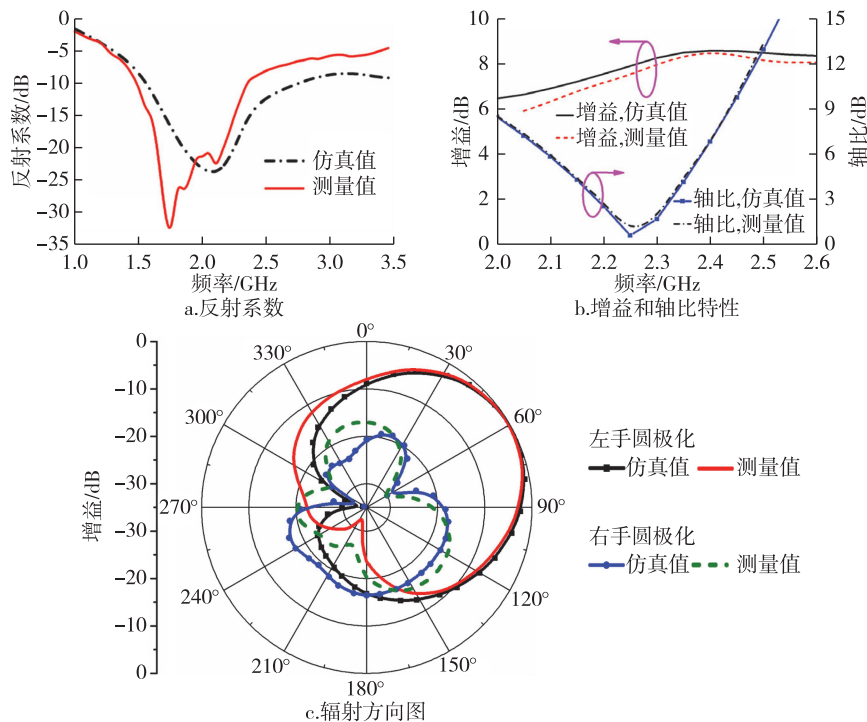 0
-5
-10
-15
-20
-25
-30
-35
反射系数/dB
仿真值
测量值
1.0 1.5 2.0 2.5 3.0 3.5
频率/GHz
a.反射系数
10
8
6
4
2
0
增益/dB
15
12
9
6
3
0
轴比/dB
增益,仿真值
增益,测量值
轴比,仿真值
轴比,测量值
2.0 2.1 2.2 2.3 2.4 2.5 2.6
频率/GHz
b.增益和轴比特性
0
-10
-20
-30
-30
-20
-10
0
增益/dB
0°
30°
60°
90°
120°
150°
180°
210°
240°
270°
300°
330°
左手圆极化
仿真值 测量值
右手圆极化
仿真值 测量值
c.辐射方向图